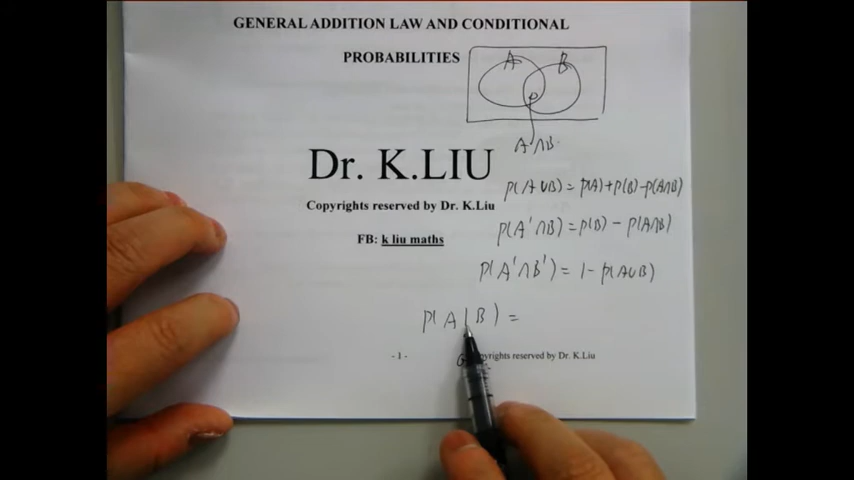 GENERAL ADDITION LAW AND CONDITIONAL
PROBABILITIES
A B
A ∩B
Dr. K.LIU
P(A∪B) = P(A)+P(B)-P(A∩B)
Copyrights reserved by Dr. K.Liu
P(A'∩B) = P(B) - P(A∩B)
FB: k liu maths
P(A'∩B') = 1 - P(A∪B)
P(A|B) =
- 1 -
pyrights reserved by Dr. K.Liu